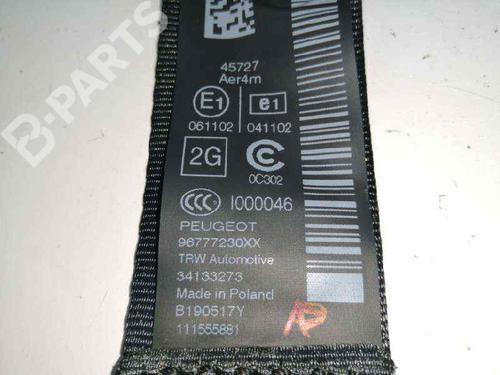 B-PARTS
45727
Aer4m
E1
e1
061102
041102
2G
C
0C302
CCC
I000046
PEUGEOT
96777230XX
TRW Automotive
34133273
Made in Poland
B190517Y
111555881